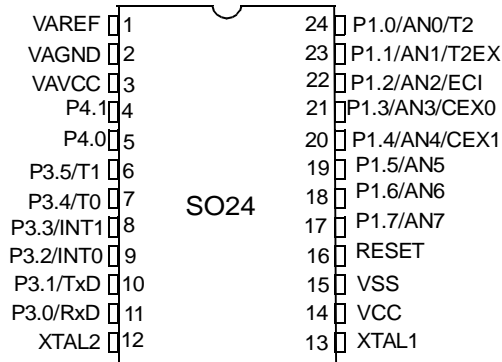 VAREF 1 24 P1.0/AN0/T2
VAGND 2 23 P1.1/AN1/T2EX
VAVCC 3 22 P1.2/AN2/ECI
P4.1 4 21 P1.3/AN3/CEX0
P4.0 5 20 P1.4/AN4/CEX1
P3.5/T1 6 19 P1.5/AN5
P3.4/T0 7 18 P1.6/AN6
SO24
P3.3/INT1 8 17 P1.7/AN7
P3.2/INT0 9 16 RESET
P3.1/TxD 10 15 VSS
P3.0/RxD 11 14 VCC
XTAL2 12 13 XTAL1